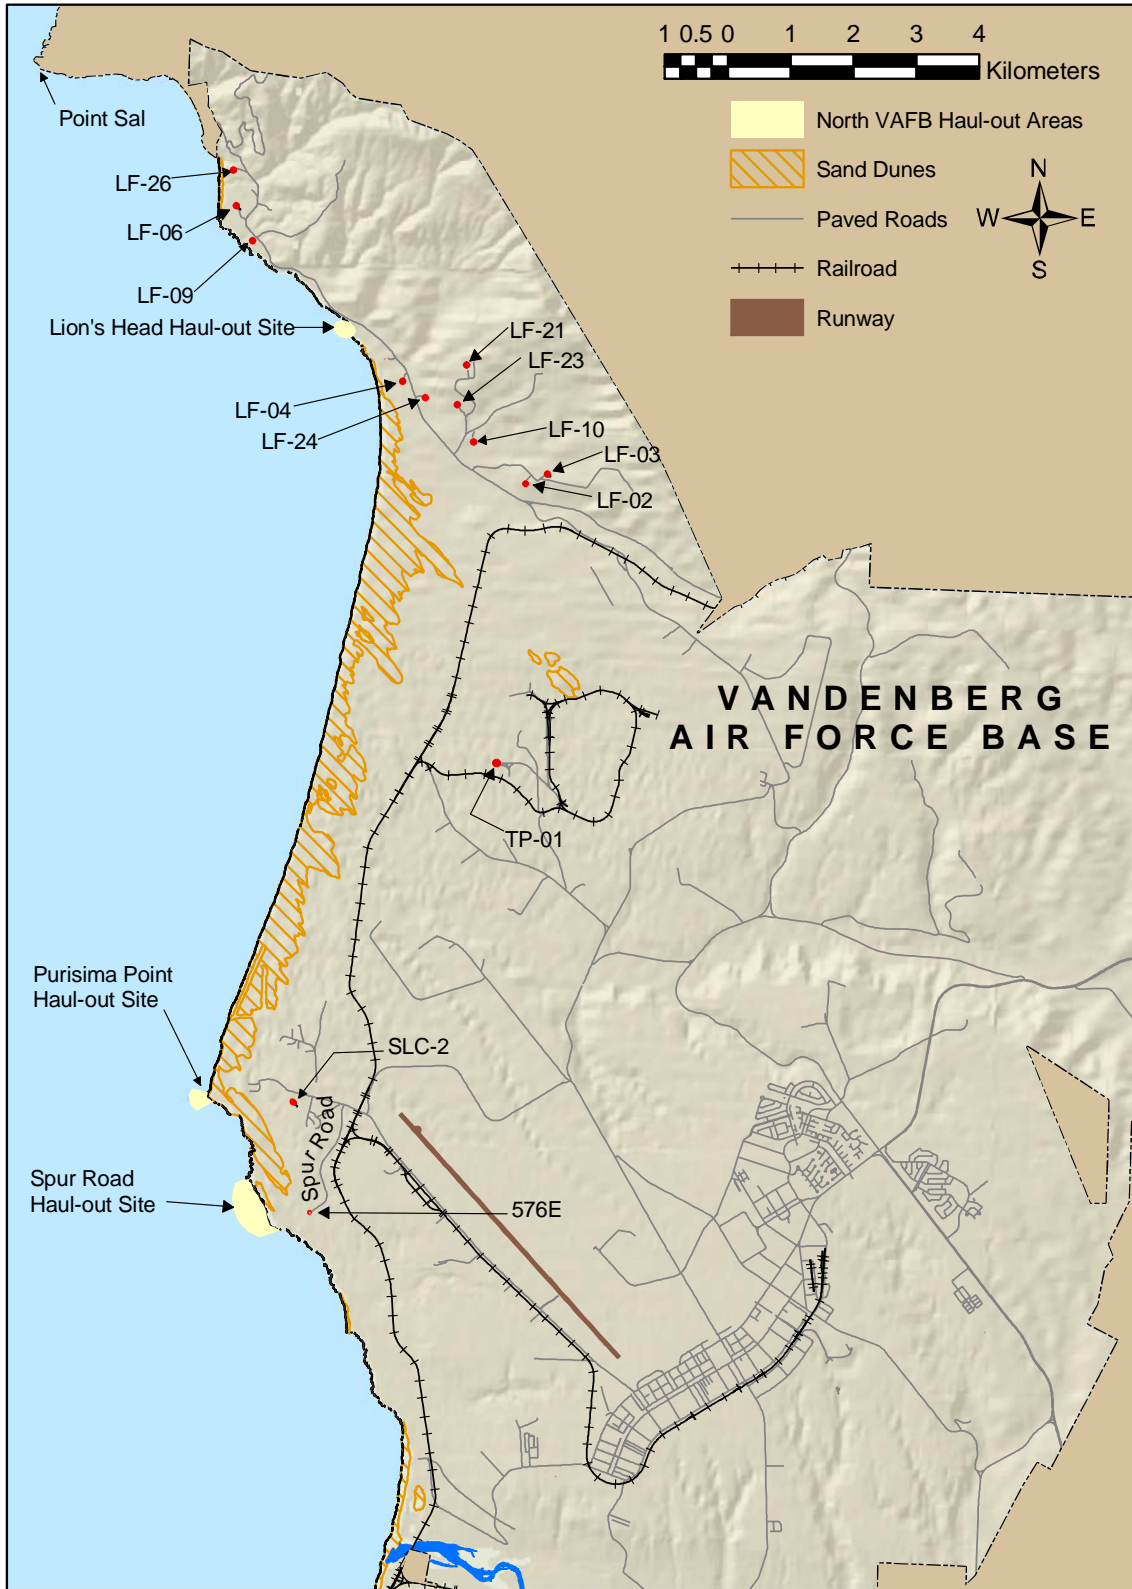 1 0.5 0 1 2 3 4
Kilometers
Point Sal
North VAFB Haul-out Areas
Sand Dunes
Paved Roads
Railroad
Runway
N
W E
S
LF-26
LF-06
LF-09
Lion's Head Haul-out Site
LF-21
LF-23
LF-04
LF-24
LF-10
LF-03
LF-02
VANDENBERG
AIR FORCE BASE
TP-01
Purisima Point
Haul-out Site
SLC-2
Spur Road
Spur Road
Haul-out Site
576E